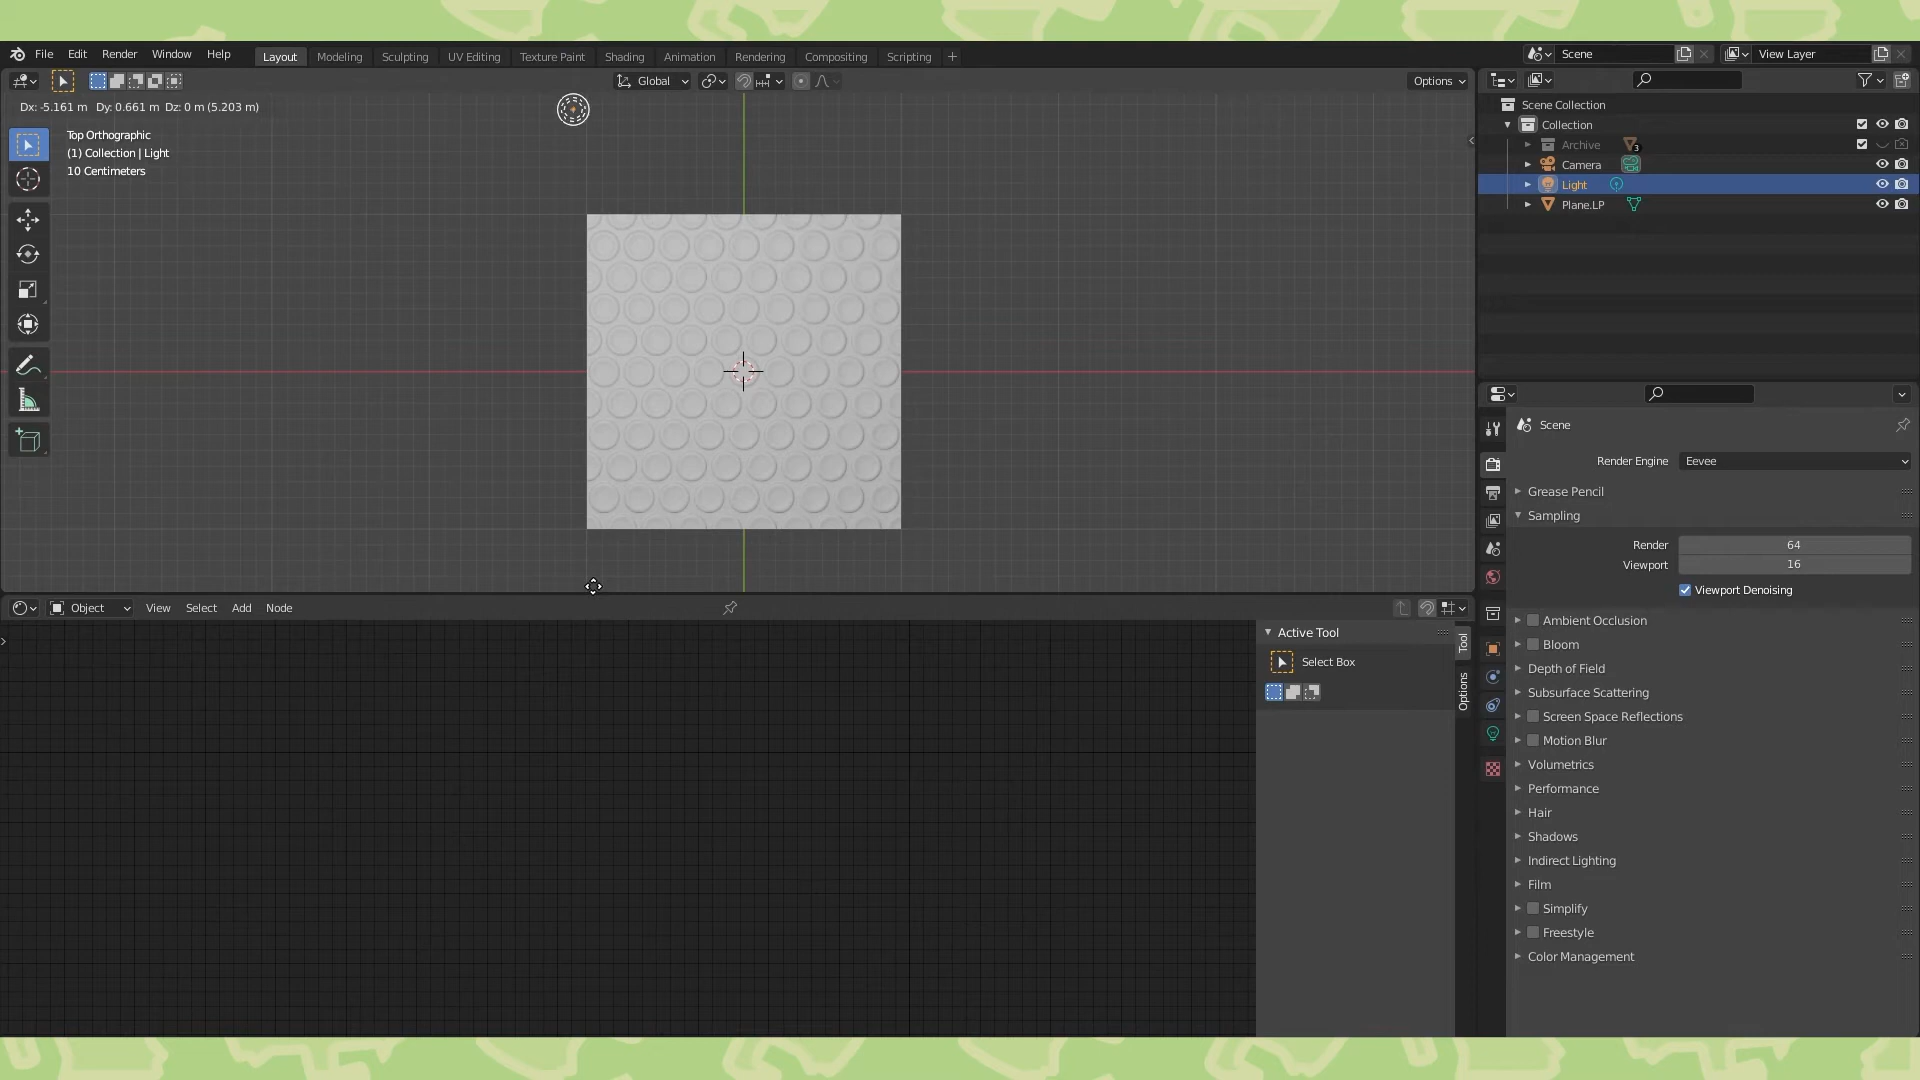 File Edit Render Window Help Layout Modeling Sculpting UV Editing Texture Paint Shading Animation Rendering Compositing Scripting + Scene View Layer
Global Options
Dx: -5.161 m Dy: 0.661 m Dz: 0 m (5.203 m)
Top Orthographic
(1) Collection | Light
10 Centimeters
Scene Collection
Collection
Archive 3
Camera
Light
Plane.LP
Scene
Render Engine Eevee
Grease Pencil
Sampling
Render 64
Viewport 16
Viewport Denoising
Ambient Occlusion
Bloom
Depth of Field
Subsurface Scattering
Screen Space Reflections
Motion Blur
Volumetrics
Performance
Hair
Shadows
Indirect Lighting
Film
Simplify
Freestyle
Color Management
Object View Select Add Node
Active Tool
Select Box
Tool
Options